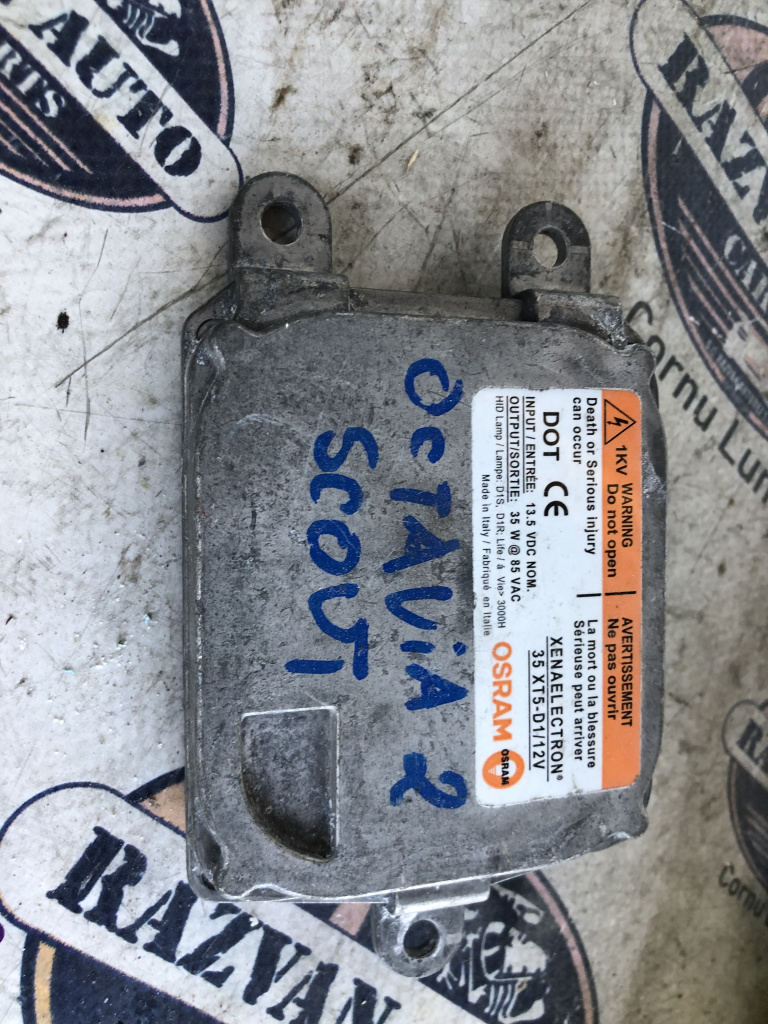 1KV WARNING
Do not open
AVERTISSEMENT
Ne pas ouvrir
Death or Serious injury
can occur
La mort ou la blessure
Sérieuse peut arriver
DOT CE
XENAELECTRON®
35 XT5-D1/12V
INPUT / ENTRÉE: 13.5 VDC NOM.
OUTPUT/SORTIE: 35 W @ 85 VAC
HID Lamp / Lampe: D1S, D1R; Life / à Vie> 3000H
Made in Italy / Fabriqué en Italie
OSRAM
OSRAM
OCTAVIA 2
SCOUT
AUTO
RAZVAN
Cornu